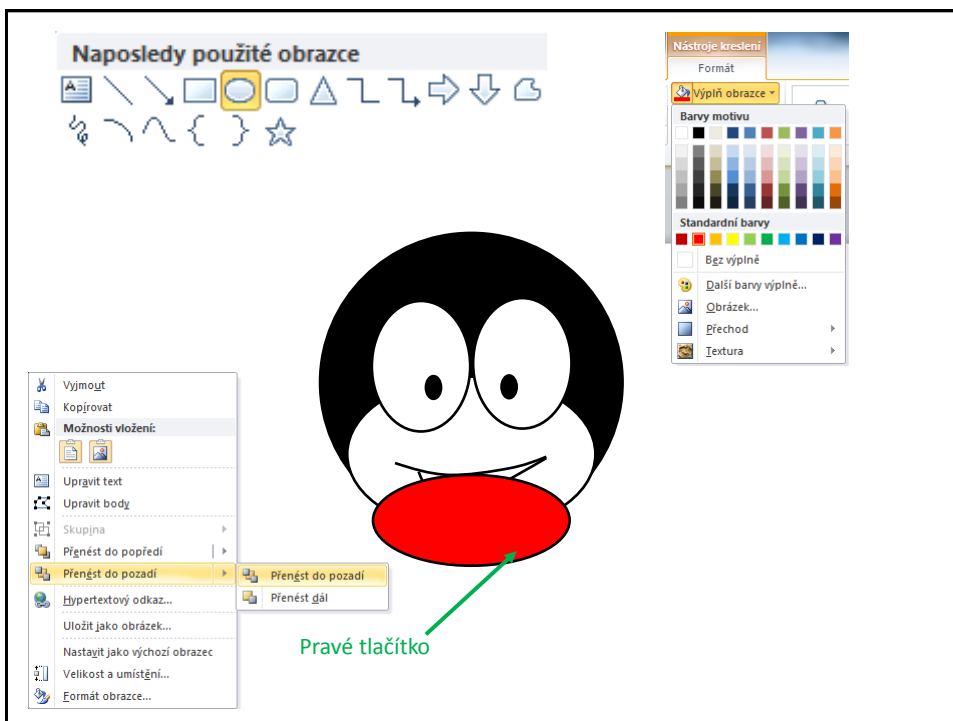 Naposledy použité obrazce
Nástroje kreslení
Formát
Výplň obrazce
Barvy motivu
Standardní barvy
Bez výplně
Další barvy výplně...
Obrázek...
Přechod
Textura
Vyjmout
Kopírovat
Možnosti vložení:
Upravit text
Upravit body
Skupina
Přenést do popředí
Přenést do pozadí
Přenést do pozadí
Přenést dál
Hypertextový odkaz...
Uložit jako obrázek...
Nastavit jako výchozí obrazec
Velikost a umístění...
Formát obrazce...
Pravé tlačítko